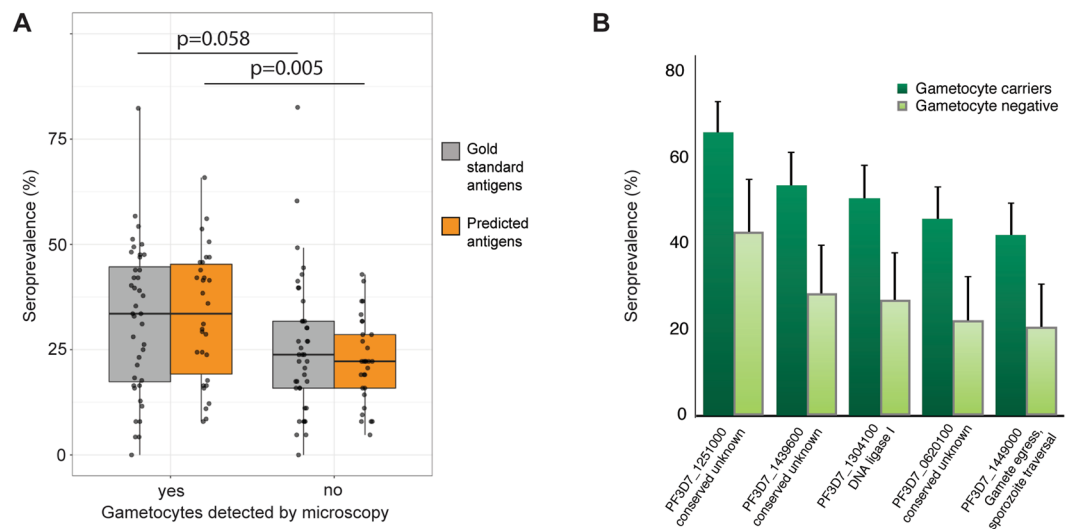 A
p=0.058
p=0.005
75
50
25
0
Seroprevalence (%)
yes
no
Gametocytes detected by microscopy
Gold
standard
antigens
Predicted
antigens
B
80
60
40
20
0
Seroprevalence (%)
Gametocyte carriers
Gametocyte negative
PF3D7_1251000
conserved unknown
PF3D7_1439600
conserved unknown
PF3D7_1304100
DNA ligase I
PF3D7_0620100
conserved unknown
PF3D7_1449000
Gamete egress,
sporozoite traversal